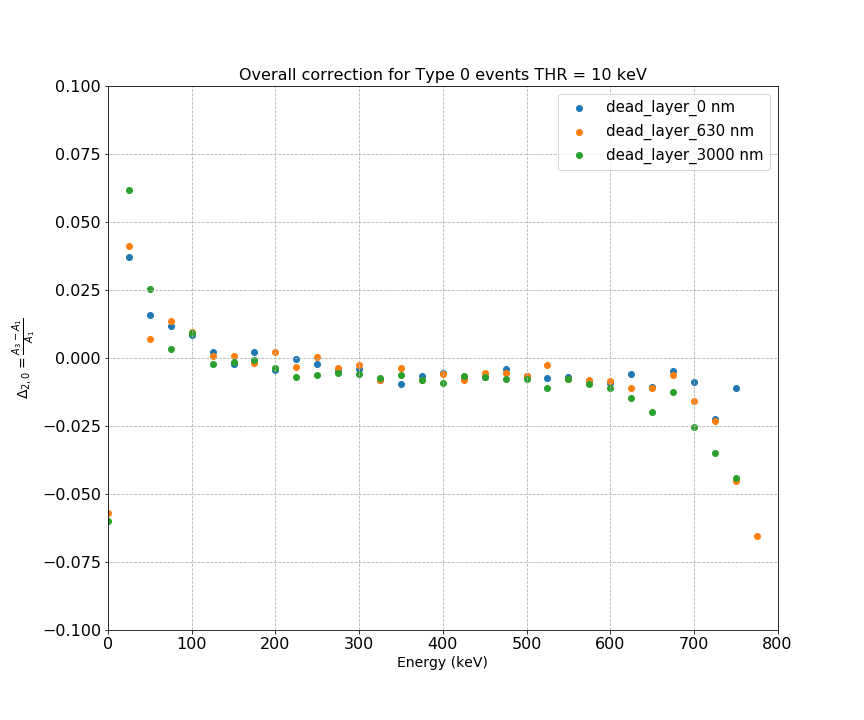 Overall correction for Type 0 events THR = 10 keV
dead_layer_0 nm
dead_layer_630 nm
dead_layer_3000 nm
0.100
0.075
0.050
0.025
0.000
−0.025
−0.050
−0.075
−0.100
Δ2,0 = A3 − A1 / A1
0 100 200 300 400 500 600 700 800
Energy (keV)